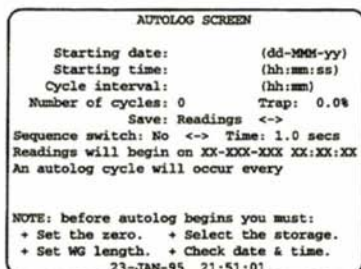 AUTOLOG SCREEN
Starting date: (dd-MMM-yy)
Starting time: (hh:mm:ss)
Cycle interval: (hh:mm)
Number of cycles: 0 Trap: 0.0%
Save: Readings <->
Sequence switch: No <-> Time: 1.0 secs
Readings will begin on XX-XXX-XXX XX:XX:XX
An autolog cycle will occur every
NOTE: before autolog begins you must:
+ Set the zero. + Select the storage.
+ Set WG length. + Check date & time.
23-JAN-95 21:51:01